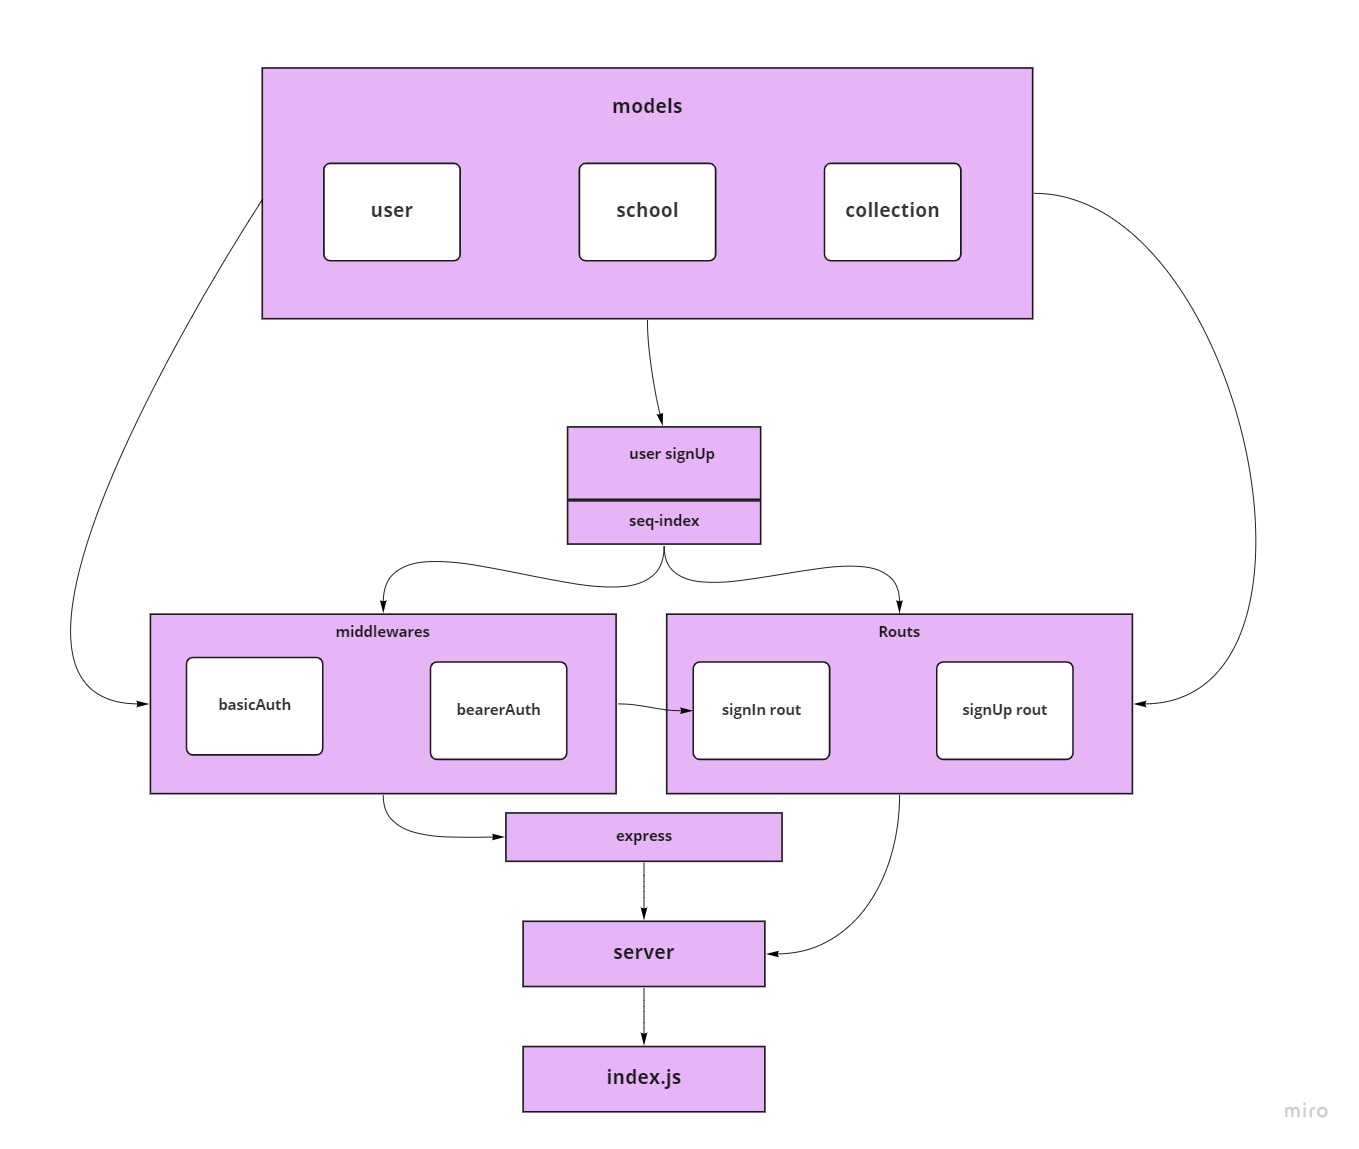 models
user
school
collection
user signUp
seq-index
middlewares
Routs
basicAuth
bearerAuth
signIn rout
signUp rout
express
server
index.js
miro